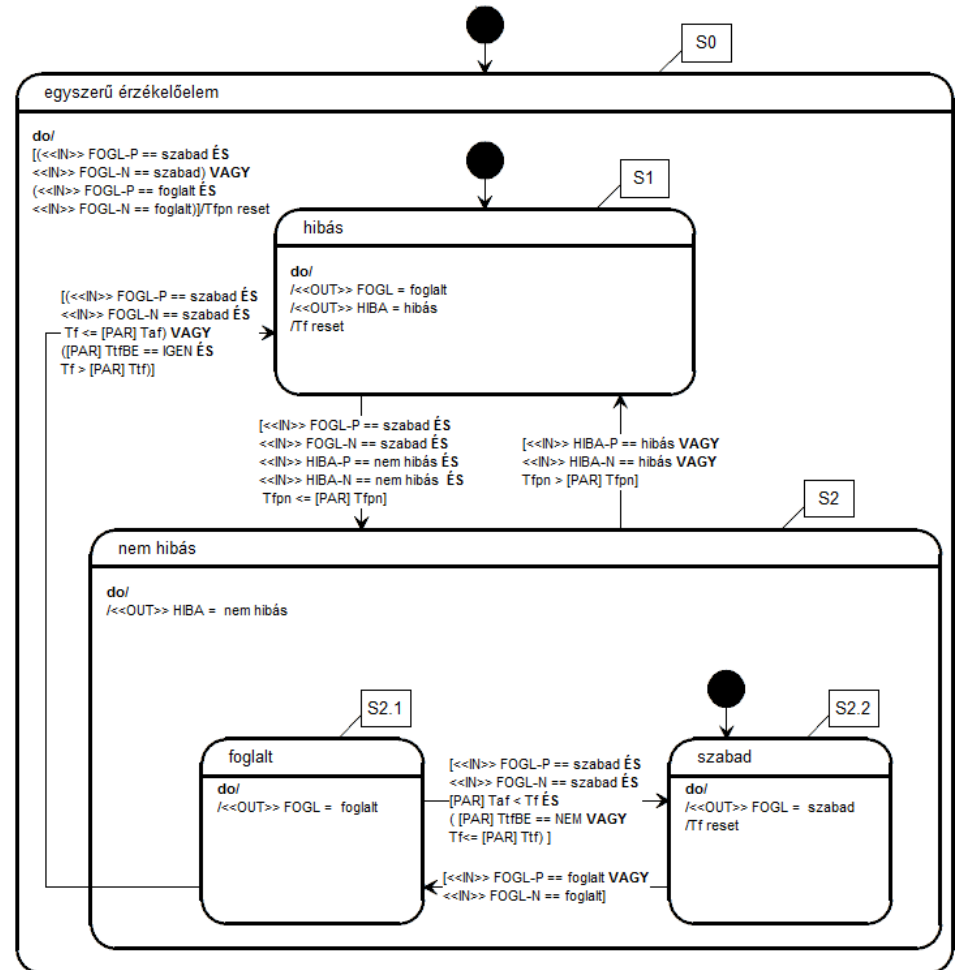 S0
egyszerű érzékelőelem
do/
[(<<IN>> FOGL-P == szabad ÉS
<<IN>> FOGL-N == szabad) VAGY
(<<IN>> FOGL-P == foglalt ÉS
<<IN>> FOGL-N == foglalt)]/Tfpn reset
S1
hibás
do/
/<<OUT>> FOGL = foglalt
/<<OUT>> HIBA = hibás
/Tf reset
[(<<IN>> FOGL-P == szabad ÉS
<<IN>> FOGL-N == szabad ÉS
Tf <= [PAR] Taf) VAGY
([PAR] TtfBE == IGEN ÉS
Tf > [PAR] Ttf)]
[<<IN>> FOGL-P == szabad ÉS
<<IN>> FOGL-N == szabad ÉS
<<IN>> HIBA-P == nem hibás ÉS
<<IN>> HIBA-N == nem hibás ÉS
Tfpn <= [PAR] Tfpn]
[<<IN>> HIBA-P == hibás VAGY
<<IN>> HIBA-N == hibás VAGY
Tfpn > [PAR] Tfpn]
S2
nem hibás
do/
/<<OUT>> HIBA = nem hibás
S2.1
foglalt
do/
/<<OUT>> FOGL = foglalt
[<<IN>> FOGL-P == szabad ÉS
<<IN>> FOGL-N == szabad ÉS
[PAR] Taf < Tf ÉS
( [PAR] TtfBE == NEM VAGY
Tf<= [PAR] Ttf) ]
[<<IN>> FOGL-P == foglalt VAGY
<<IN>> FOGL-N == foglalt]
S2.2
szabad
do/
/<<OUT>> FOGL = szabad
/Tf reset